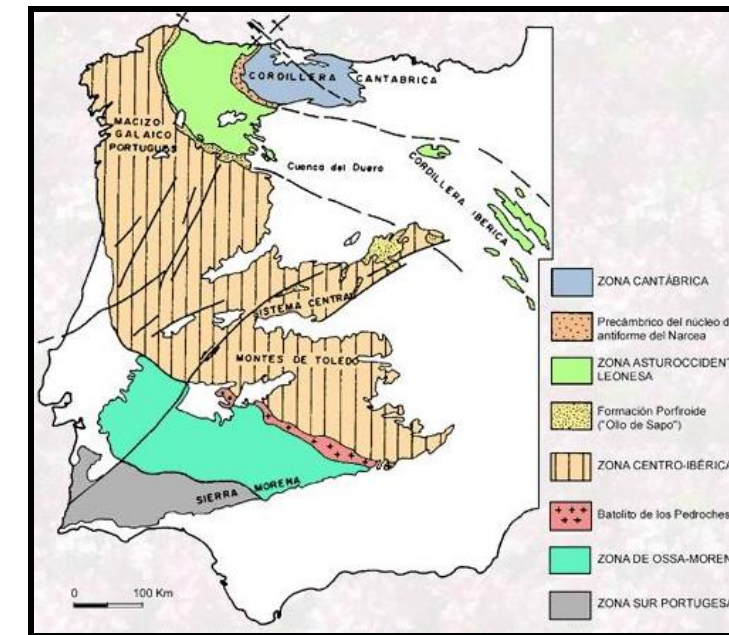 CORDILLERA CANTABRICA
MACIZO
GALAICO
PORTUGUES
Cuenca del Duero
CORDILLERA IBERICA
SISTEMA CENTRAL
MONTES DE TOLEDO
SIERRA MORENA
0 100 Km
ZONA CANTÁBRICA
Precámbrico del núcleo d
antiforme del Narcea
ZONA ASTUROCCIDENT
LEONESA
Formación Porfiroide
("Ollo de Sapo")
ZONA CENTRO-IBÉRICA
Batolito de los Pedroches
ZONA DE OSSA-MOREN
ZONA SUR PORTUGESA